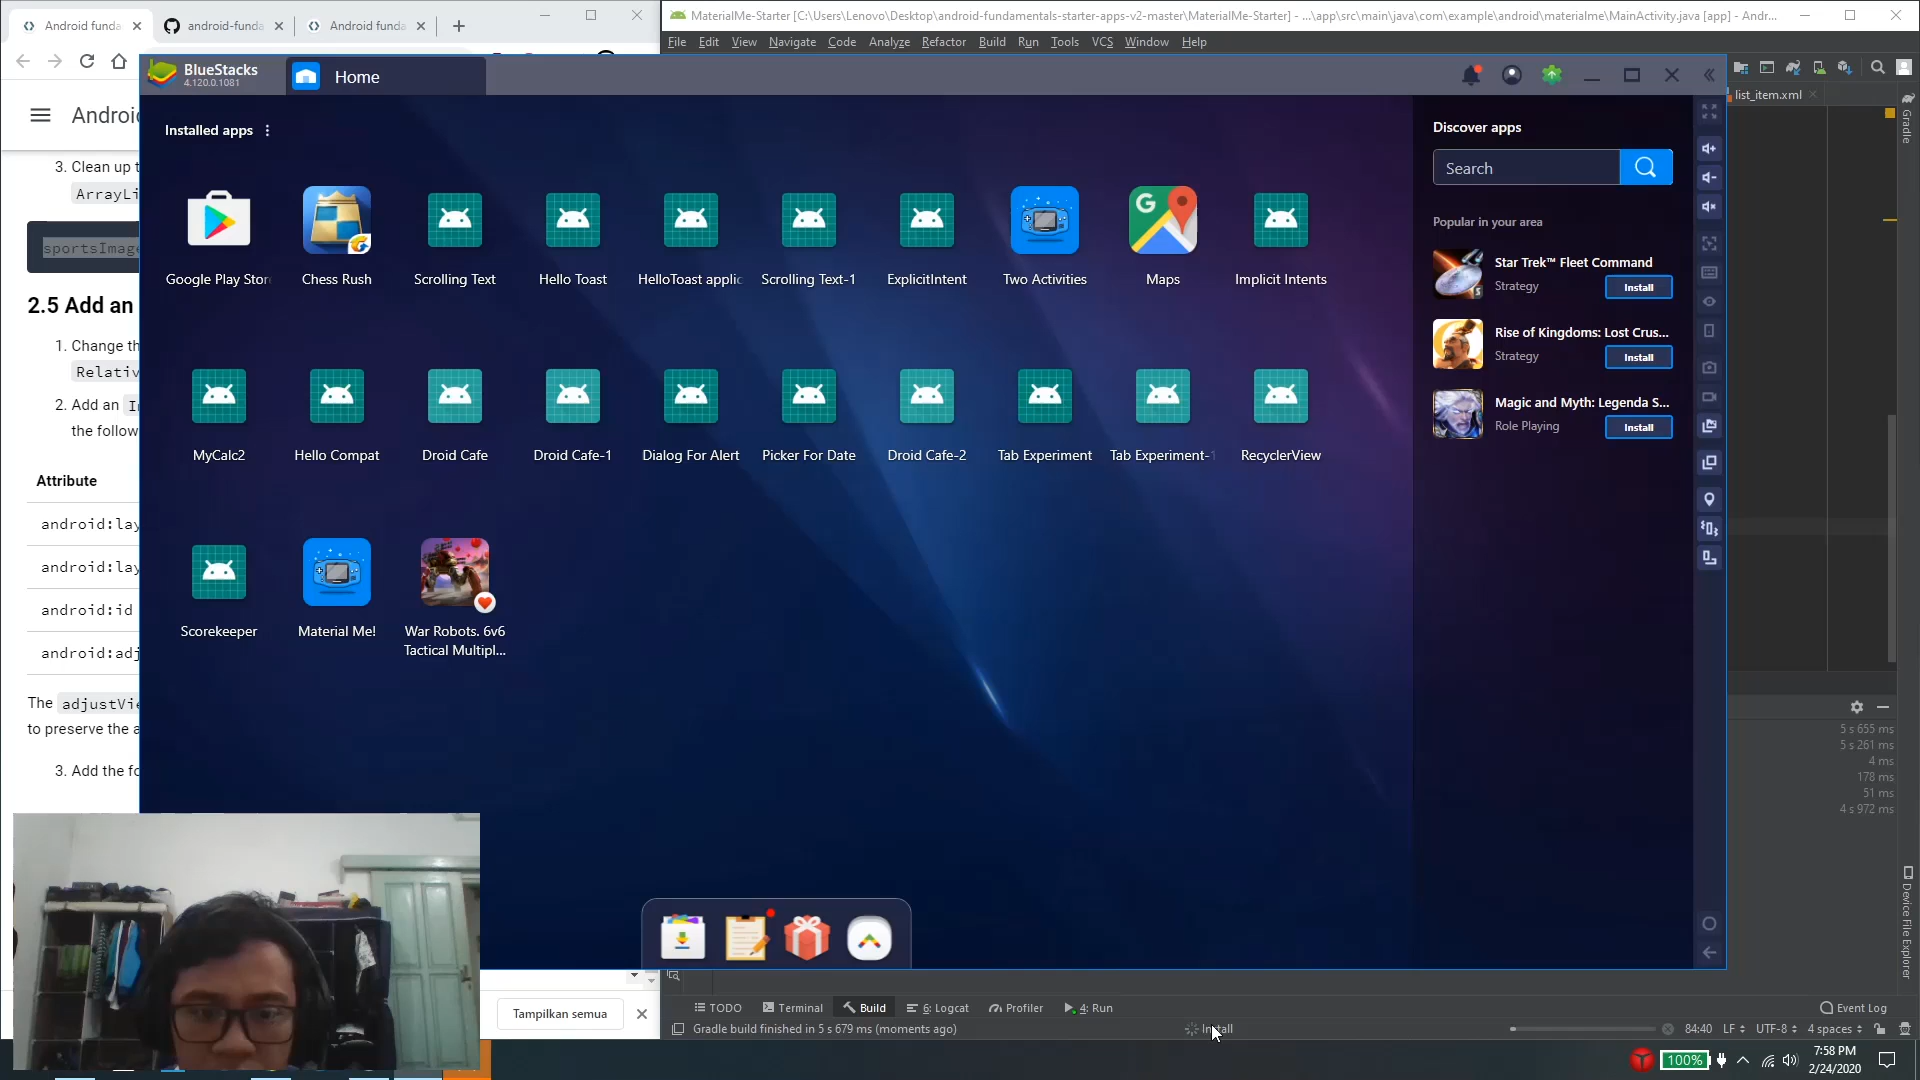 Android funda
android-funda
Android funda
MaterialMe-Starter [C:\Users\Lenovo\Desktop\android-fundamentals-starter-apps-v2-master\MaterialMe-Starter] - ...\app\src\main\java\com\example\android\materialme\MainActivity.java [app] - Andr...
File Edit View Navigate Code Analyze Refactor Build Run Tools VCS Window Help
BlueStacks
4.120.0.1081
Home
list_item.xml
Gradle
Installed apps
Discover apps
Search
Popular in your area
Star Trek™ Fleet Command
Strategy
Install
Rise of Kingdoms: Lost Crus...
Strategy
Install
Magic and Myth: Legenda S...
Role Playing
Install
Google Play Stor
Chess Rush
Scrolling Text
Hello Toast
HelloToast applic
Scrolling Text-1
ExplicitIntent
Two Activities
Maps
Implicit Intents
MyCalc2
Hello Compat
Droid Cafe
Droid Cafe-1
Dialog For Alert
Picker For Date
Droid Cafe-2
Tab Experiment
Tab Experiment-1
RecyclerView
Scorekeeper
Material Me!
War Robots. 6v6
Tactical Multipl...
3. Clean up t
ArrayLi
sportsImage
2.5 Add an
1. Change th
Relativ
2. Add an
the follow
Attribute
android:lay
android:lay
android:id
android:adj
The adjustVie
to preserve the a
3. Add the fo
5 s 655 ms
5 s 261 ms
4 ms
178 ms
51 ms
4 s 972 ms
Device File Explorer
Tampilkan semua
TODO
Terminal
Build
6: Logcat
Profiler
4: Run
Event Log
Gradle build finished in 5 s 679 ms (moments ago)
84:40 LF UTF-8 4 spaces
100%
7:58 PM
2/24/2020